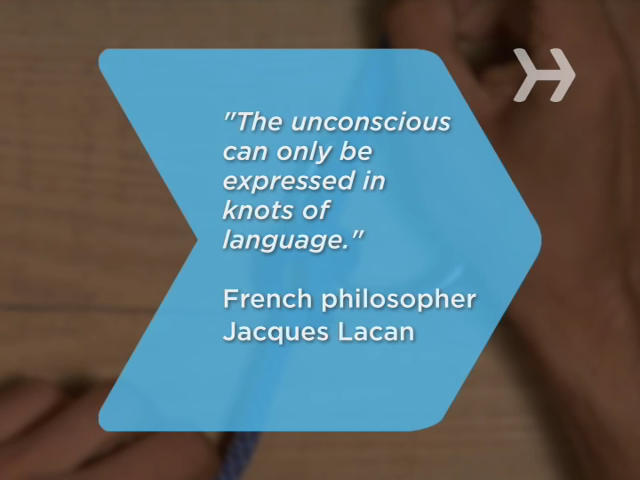 "The unconscious
can only be
expressed in
knots of
language."
French philosopher
Jacques Lacan